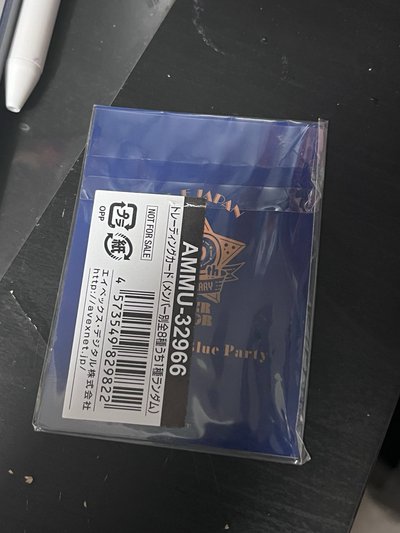 AMMU-32966
トレーディングカード（メンバー別全8種うち1種ランダム）
NOT FOR SALE
プラ
紙
OPP
4 573549 829822
エイベックス・デジタル株式会社
http://avexnet.jp/
JAPAN
Blue Party